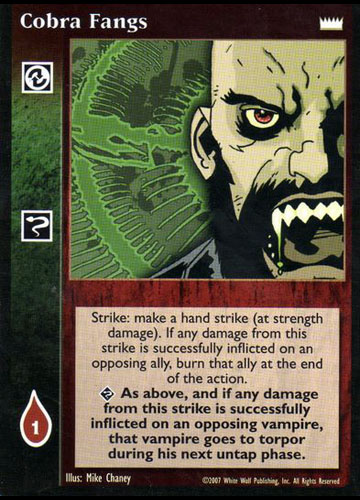 Cobra Fangs
Strike: make a hand strike (at strength
damage). If any damage from this
strike is successfully inflicted on an
opposing ally, burn that ally at the end
of the action.
As above, and if any damage
from this strike is successfully
inflicted on an opposing vampire,
that vampire goes to torpor
during his next untap phase.
1
Illus: Mike Chaney
©2007 White Wolf Publishing, Inc. All Rights Reserved